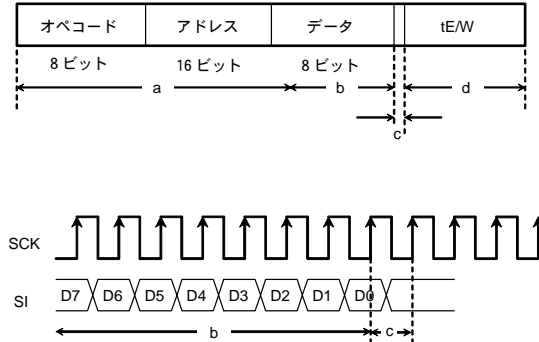 オペコード アドレス データ tE/W
8 ビット 16 ビット 8 ビット
a b d
c
SCK
SI D7 D6 D5 D4 D3 D2 D1 D0
b c